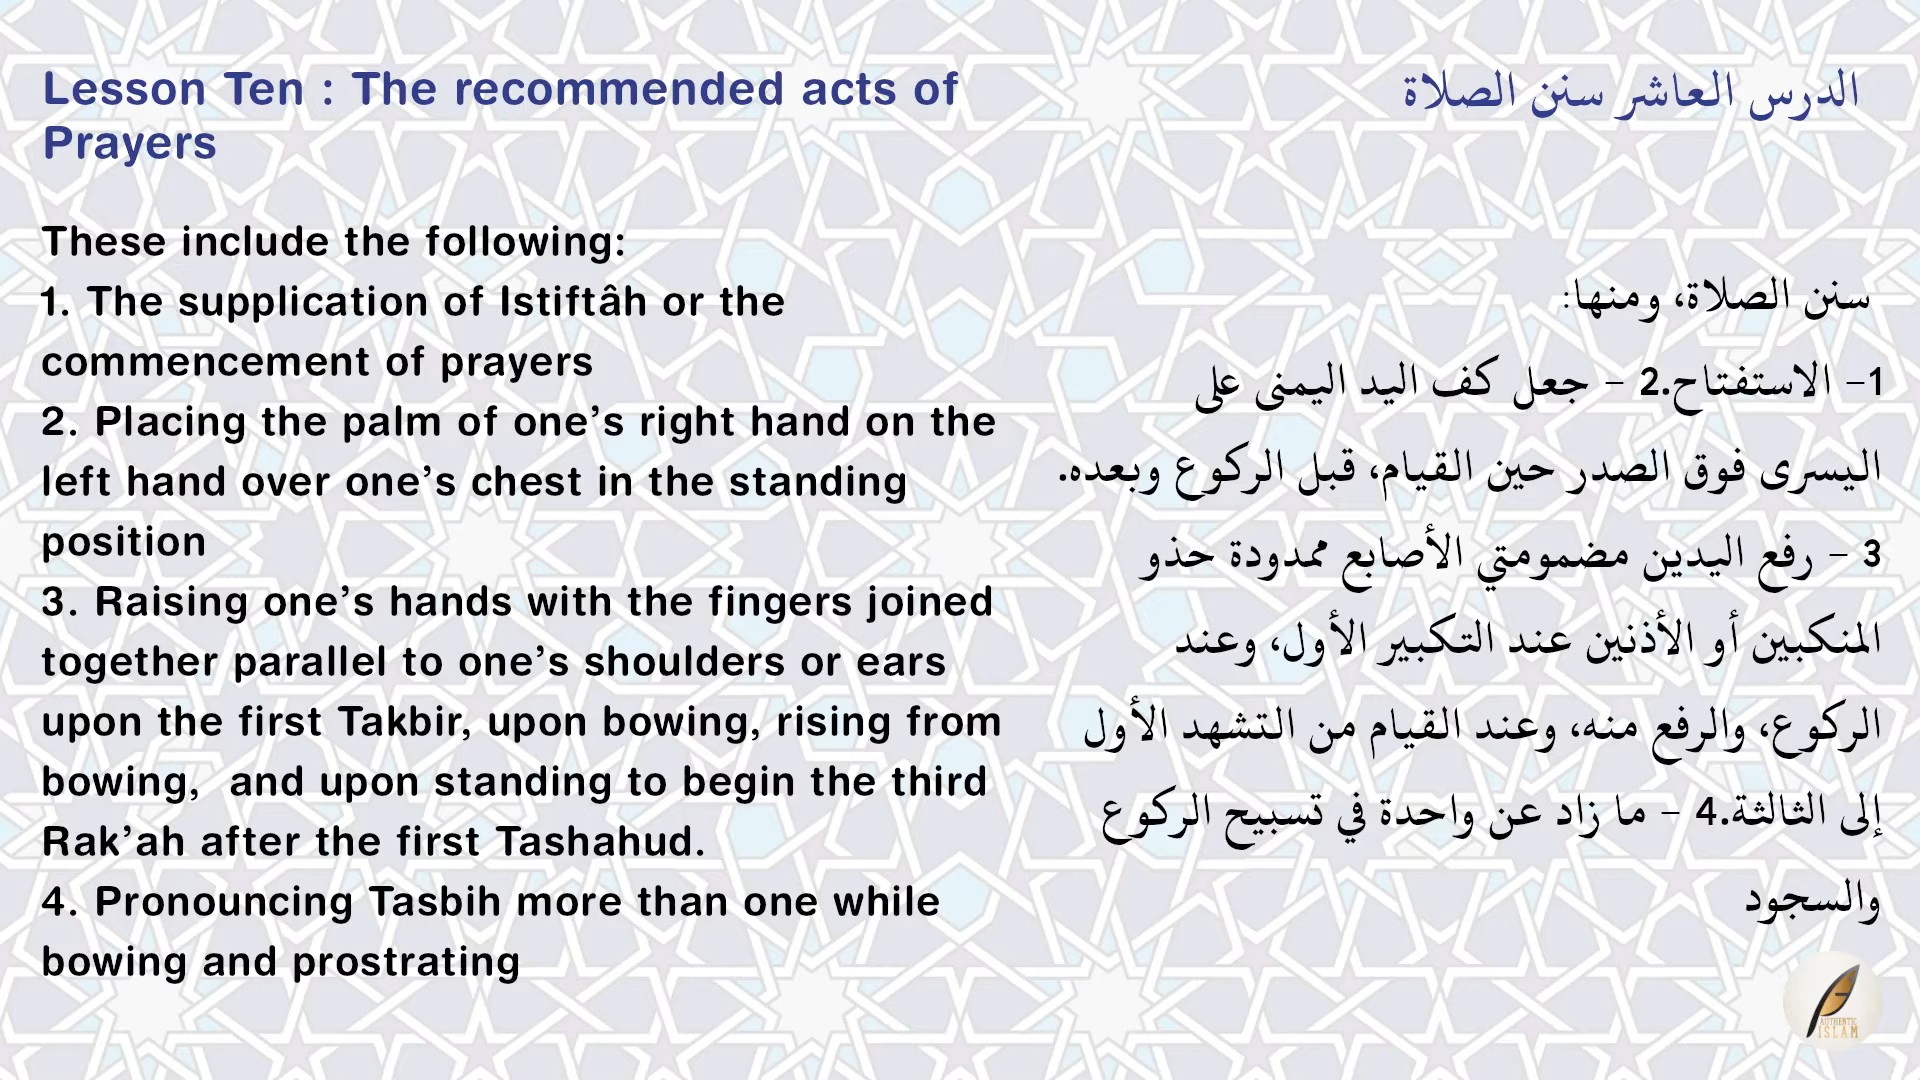 Lesson Ten : The recommended acts of
Prayers
These include the following:
1. The supplication of Istiftâh or the
commencement of prayers
2. Placing the palm of one’s right hand on the
left hand over one’s chest in the standing
position
3. Raising one’s hands with the fingers joined
together parallel to one’s shoulders or ears
upon the first Takbir, upon bowing, rising from
bowing,  and upon standing to begin the third
Rak’ah after the first Tashahud.
4. Pronouncing Tasbih more than one while
bowing and prostrating
الدرس العاشر سنن الصلاة
سنن الصلاة، ومنها:
1- الاستفتاح.2 - جعل كف اليد اليمنى على
اليسرى فوق الصدر حين القيام، قبل الركوع وبعده.
3 - رفع اليدين مضمومتي الأصابع ممدودة حذو
المنكبين أو الأذنين عند التكبير الأول، وعند
الركوع، والرفع منه، وعند القيام من التشهد الأول
إلى الثالثة.4 - ما زاد عن واحدة في تسبيح الركوع
والسجود
AUTHENTIC
ISLAM